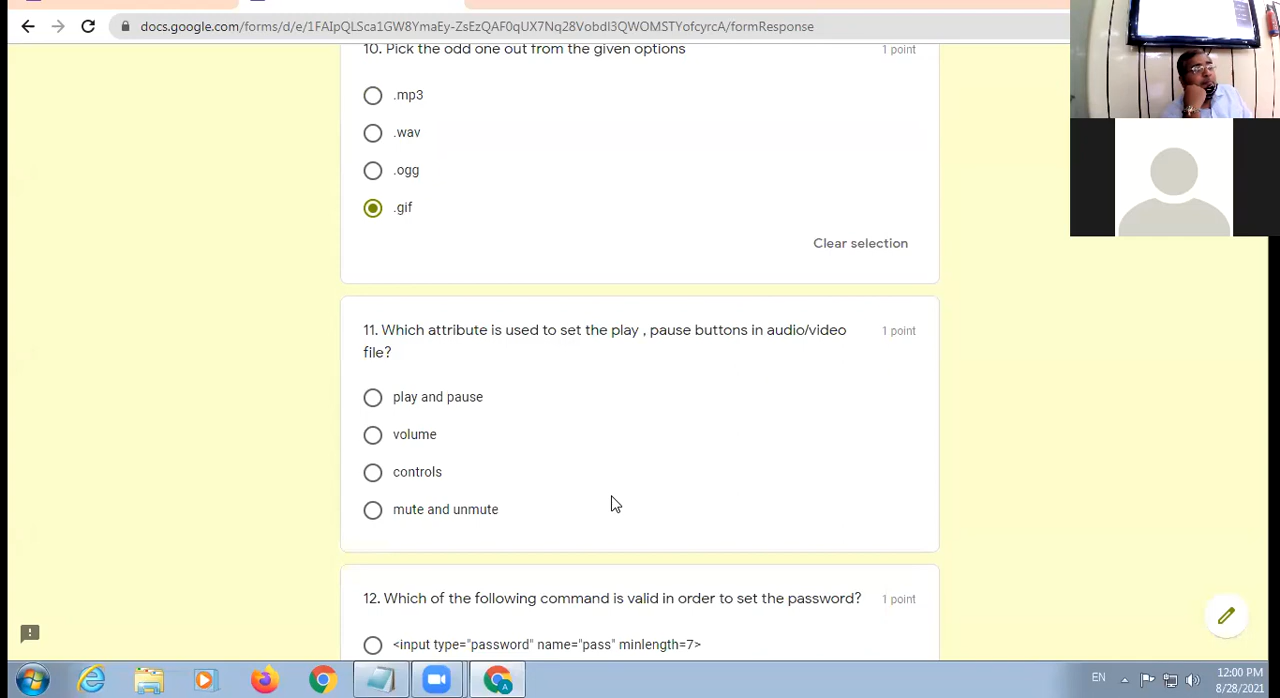 docs.google.com/forms/d/e/1FAIpQLSca1GW8YmaEy-ZsEzQAF0qUX7Nq28Vobdl3QWOMSTYofcyrcA/formResponse
10. Pick the odd one out from the given options
1 point
.mp3
.wav
.ogg
.gif
Clear selection
11. Which attribute is used to set the play , pause buttons in audio/video
file?
1 point
play and pause
volume
controls
mute and unmute
12. Which of the following command is valid in order to set the password?
1 point
<input type="password" name="pass" minlength=7>
EN
12:00 PM
8/28/2021